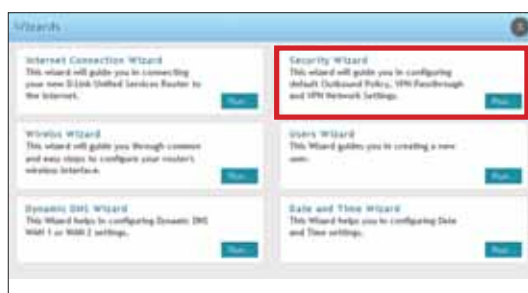 Wizards
Internet Connection Wizard
This wizard will guide you in connecting
your new D-Link Unified Services Router to
the Internet.
Run...
Security Wizard
This wizard will guide you in configuring
default Outbound Policy, VPN Passthrough
and VPN Network Settings.
Run...
Wireless Wizard
This wizard will guide you through common
and easy steps to configure your router's
wireless interface.
Run...
Users Wizard
This Wizard guides you in creating a new
user.
Run...
Dynamic DNS Wizard
This Wizard helps in configuring Dynamic DNS
WAN 1 or WAN 2 settings.
Run...
Date and Time Wizard
This Wizard helps you in configuring Date
and Time settings.
Run...